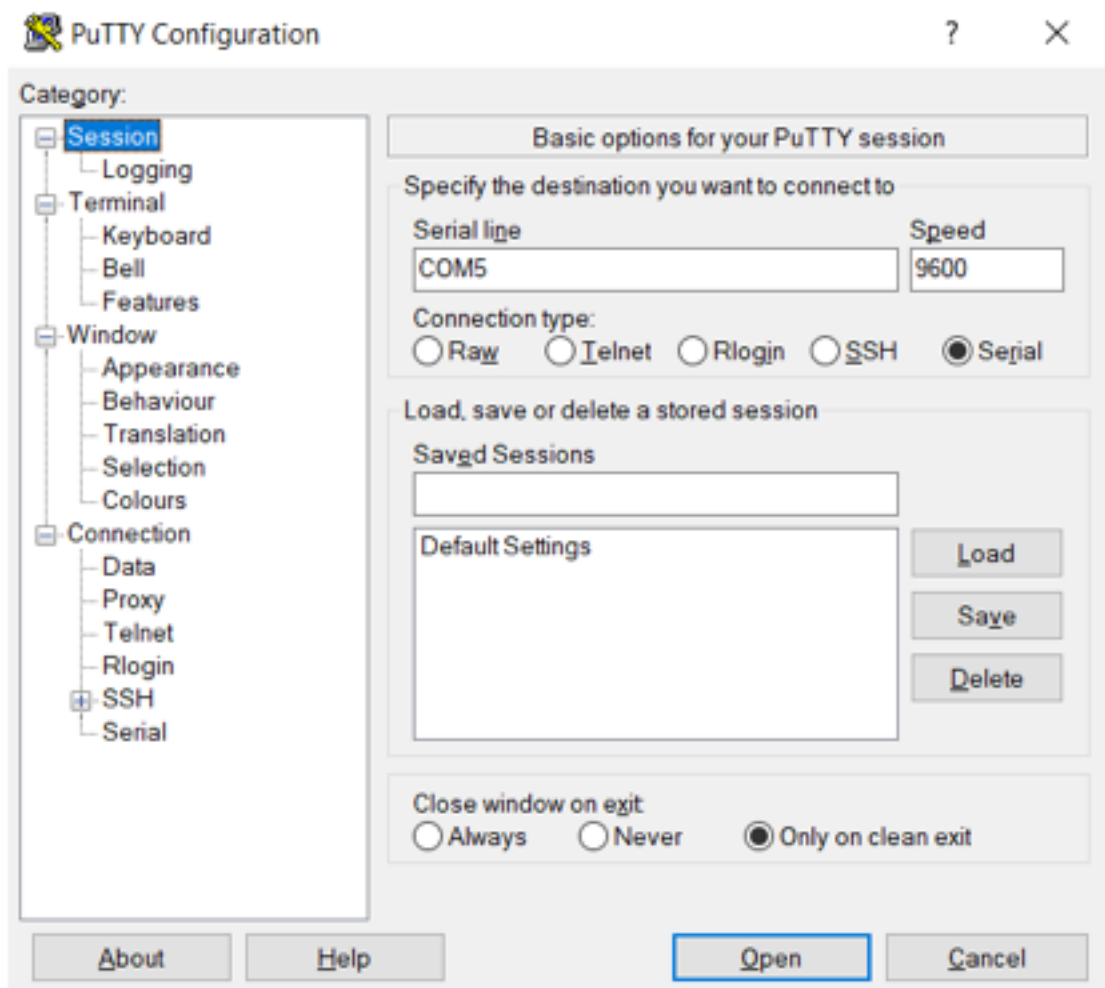 PuTTY Configuration
?
Category:
Session
Logging
Terminal
Keyboard
Bell
Features
Window
Appearance
Behaviour
Translation
Selection
Colours
Connection
Data
Proxy
Telnet
Rlogin
SSH
Serial
Basic options for your PuTTY session
Specify the destination you want to connect to
Serial line Speed
COM5 9600
Connection type:
Raw Telnet Rlogin SSH Serial
Load, save or delete a stored session
Saved Sessions
Default Settings
Load
Save
Delete
Close window on exit
Always Never Only on clean exit
About Help Open Cancel